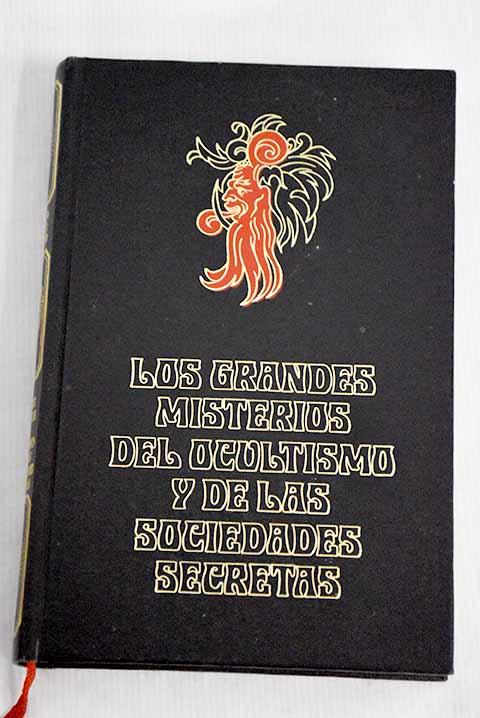 LOS GRANDES
MISTERIOS
DEL OCULTISMO
Y DE LAS
SOCIEDADES
SECRETAS